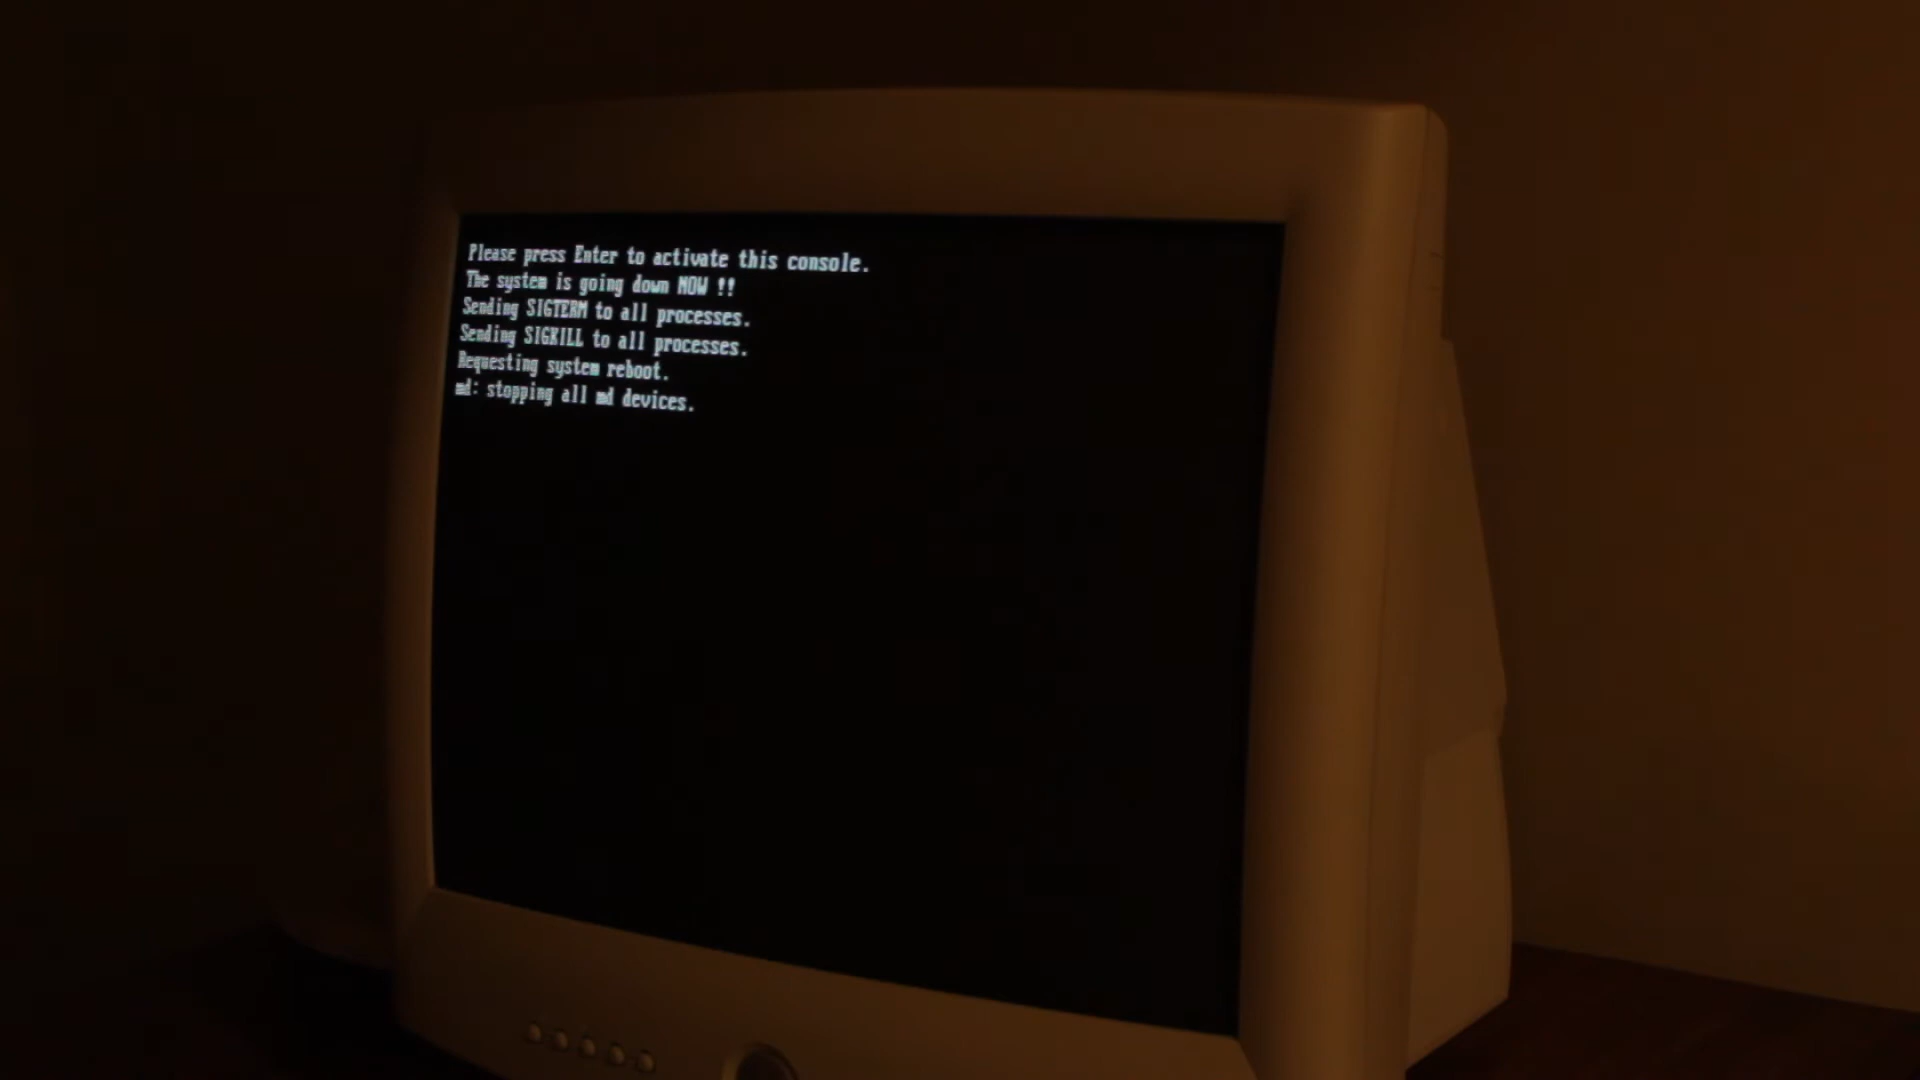 Please press Enter to activate this console.
The system is going down NOW !!
Sending SIGTERM to all processes.
Sending SIGKILL to all processes.
Requesting system reboot.
md: stopping all md devices.